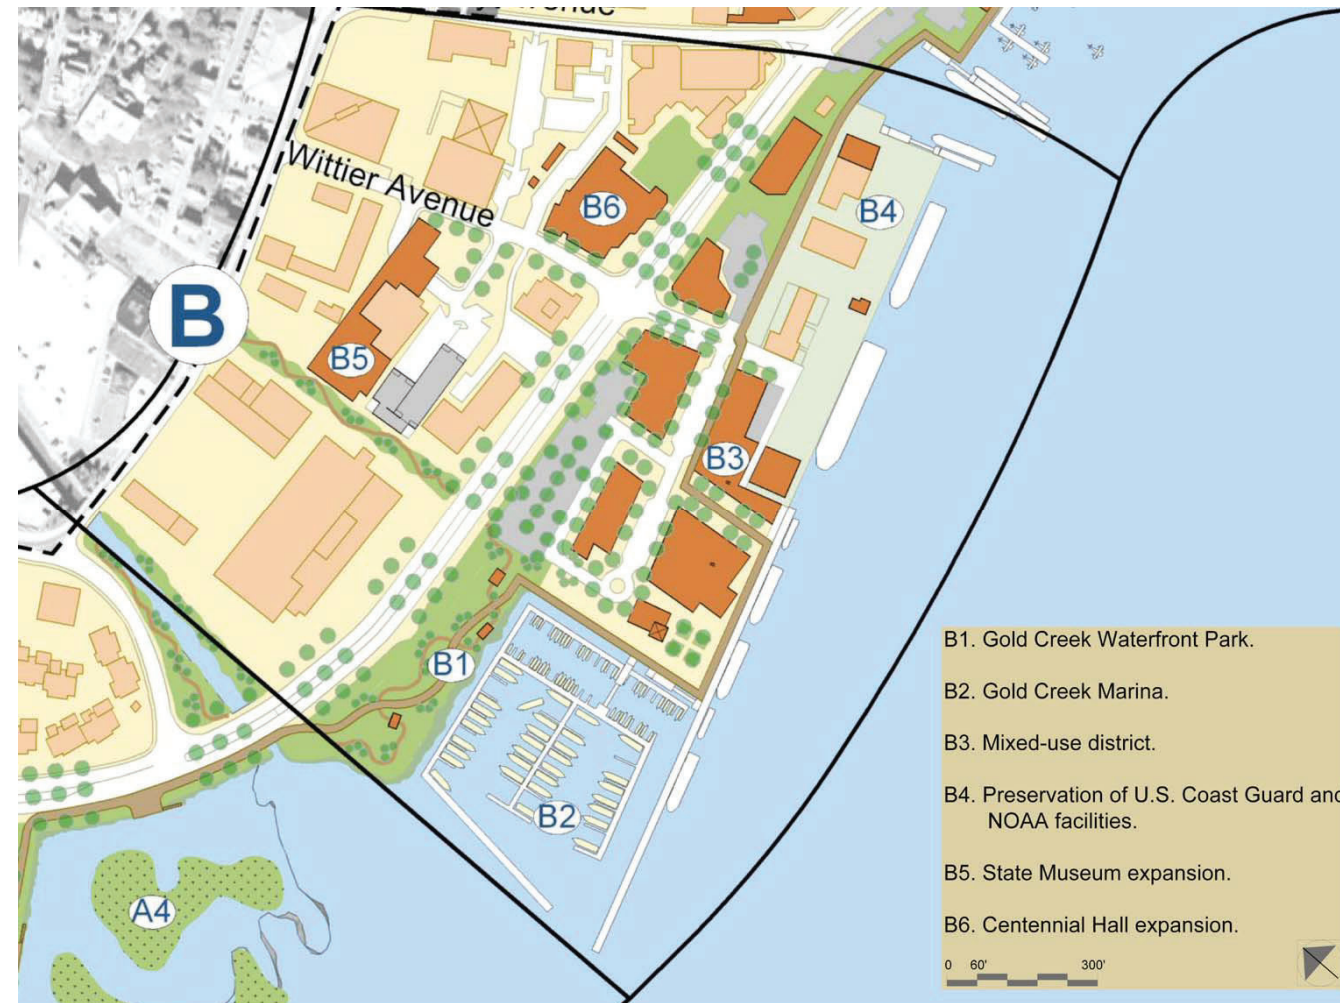 Wittier Avenue
B
B6
B4
B5
B3
B1
B2
A4
B1. Gold Creek Waterfront Park.
B2. Gold Creek Marina.
B3. Mixed-use district.
B4. Preservation of U.S. Coast Guard and
NOAA facilities.
B5. State Museum expansion.
B6. Centennial Hall expansion.
0 60' 300'